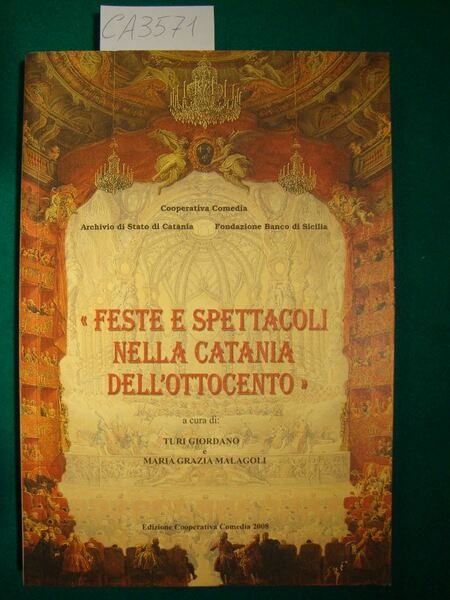 CA3571
Cooperativa Comedia
Archivio di Stato di Catania Fondazione Banco di Sicilia
« FESTE E SPETTACOLI
NELLA CATANIA
DELL'OTTOCENTO »
a cura di:
TURI GIORDANO
e
MARIA GRAZIA MALAGOLI
Edizione Cooperativa Comedia 2008